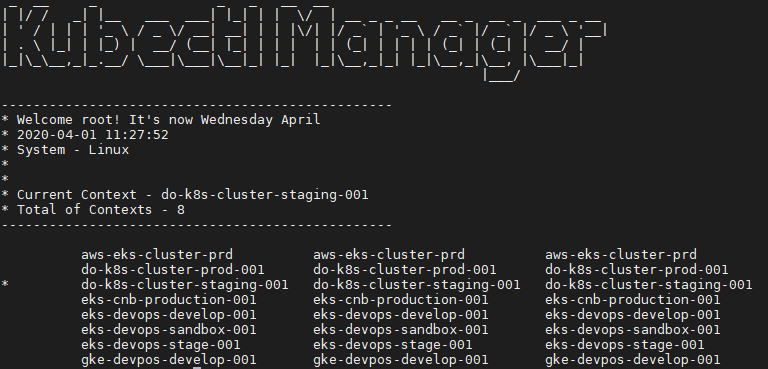 Kubectl Manager
------------------------------------------------
* Welcome root! It's now Wednesday April
* 2020-04-01 11:27:52
* System - Linux
*
*
* Current Context - do-k8s-cluster-staging-001
* Total of Contexts - 8
------------------------------------------------
aws-eks-cluster-prd aws-eks-cluster-prd aws-eks-cluster-prd
do-k8s-cluster-prod-001 do-k8s-cluster-prod-001 do-k8s-cluster-prod-001
* do-k8s-cluster-staging-001 do-k8s-cluster-staging-001 do-k8s-cluster-staging-001
eks-cnb-production-001 eks-cnb-production-001 eks-cnb-production-001
eks-devops-develop-001 eks-devops-develop-001 eks-devops-develop-001
eks-devops-sandbox-001 eks-devops-sandbox-001 eks-devops-sandbox-001
eks-devops-stage-001 eks-devops-stage-001 eks-devops-stage-001
gke-devpos-develop-001 gke-devpos-develop-001 gke-devpos-develop-001